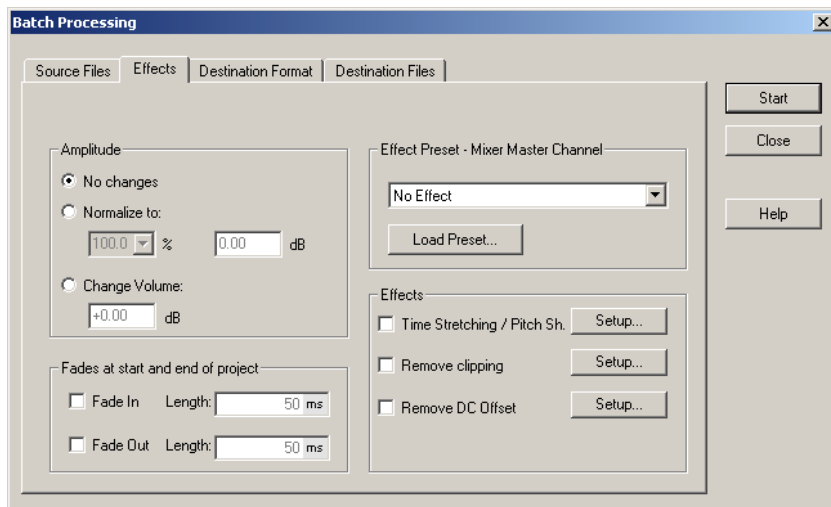 Batch Processing
Source Files
Effects
Destination Format
Destination Files
Start
Close
Help
Amplitude
No changes
Normalize to:
100.0 % 0.00 dB
Change Volume:
+0.00 dB
Fades at start and end of project
Fade In Length: 50 ms
Fade Out Length: 50 ms
Effect Preset - Mixer Master Channel
No Effect
Load Preset...
Effects
Time Stretching / Pitch Sh. Setup...
Remove clipping Setup...
Remove DC Offset Setup...